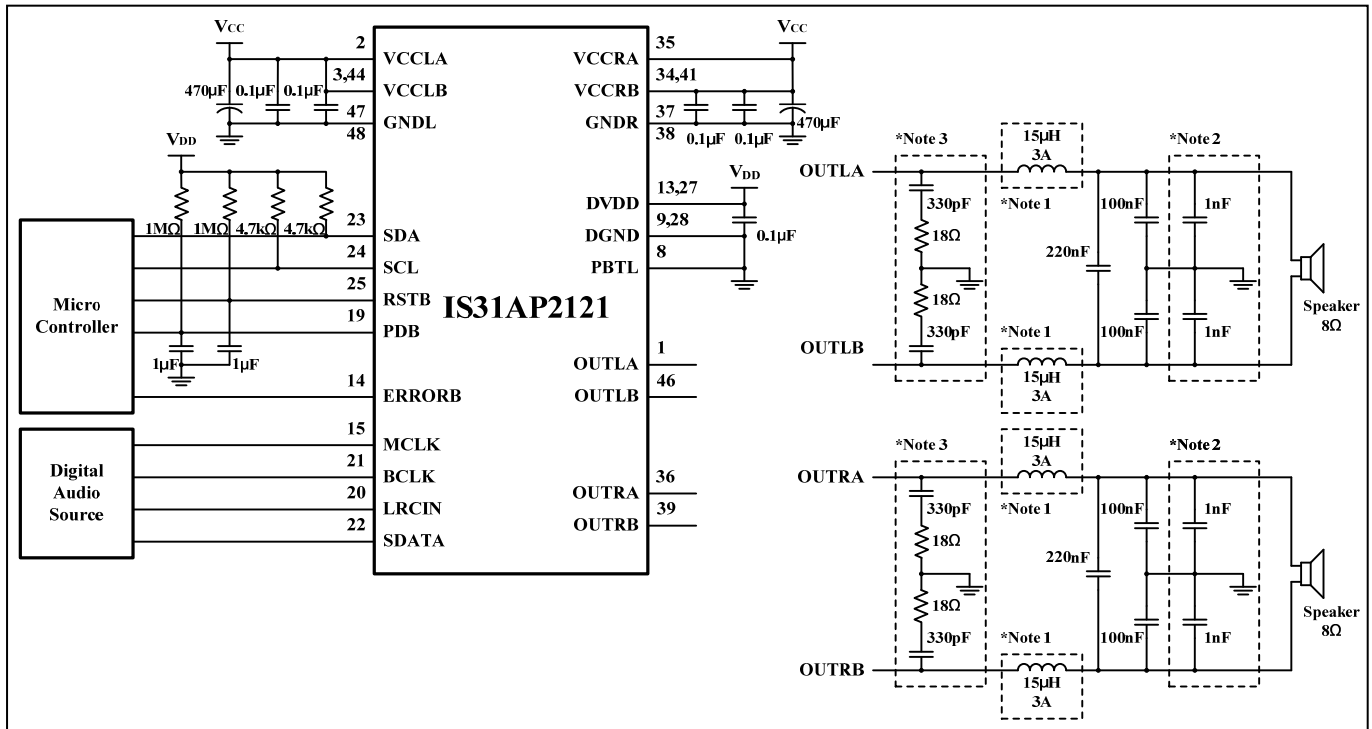 VCC
2
VCCLA
3,44
VCCLB
470μF
0.1μF
0.1μF
47
GNDL
48
VDD
1MΩ
1MΩ
4.7kΩ
4.7kΩ
Micro
Controller
23
SDA
24
SCL
25
RSTB
19
PDB
1μF
1μF
14
ERRORB
Digital
Audio
Source
15
MCLK
21
BCLK
20
LRCIN
22
SDATA
IS31AP2121
VCC
35
VCCRA
34,41
VCCRB
37
GNDR
38
0.1μF
0.1μF
470μF
VDD
13,27
DVDD
9,28
DGND
0.1μF
8
PBTL
1
OUTLA
46
OUTLB
36
OUTRA
39
OUTRB
*Note 3
15μH
3A
*Note 2
OUTLA
330pF
*Note 1
100nF
1nF
18Ω
220nF
18Ω
Speaker
8Ω
330pF
*Note 1
100nF
1nF
OUTLB
15μH
3A
*Note 3
15μH
3A
*Note 2
OUTRA
330pF
*Note 1
100nF
1nF
18Ω
220nF
18Ω
Speaker
8Ω
330pF
*Note 1
100nF
1nF
OUTRB
15μH
3A